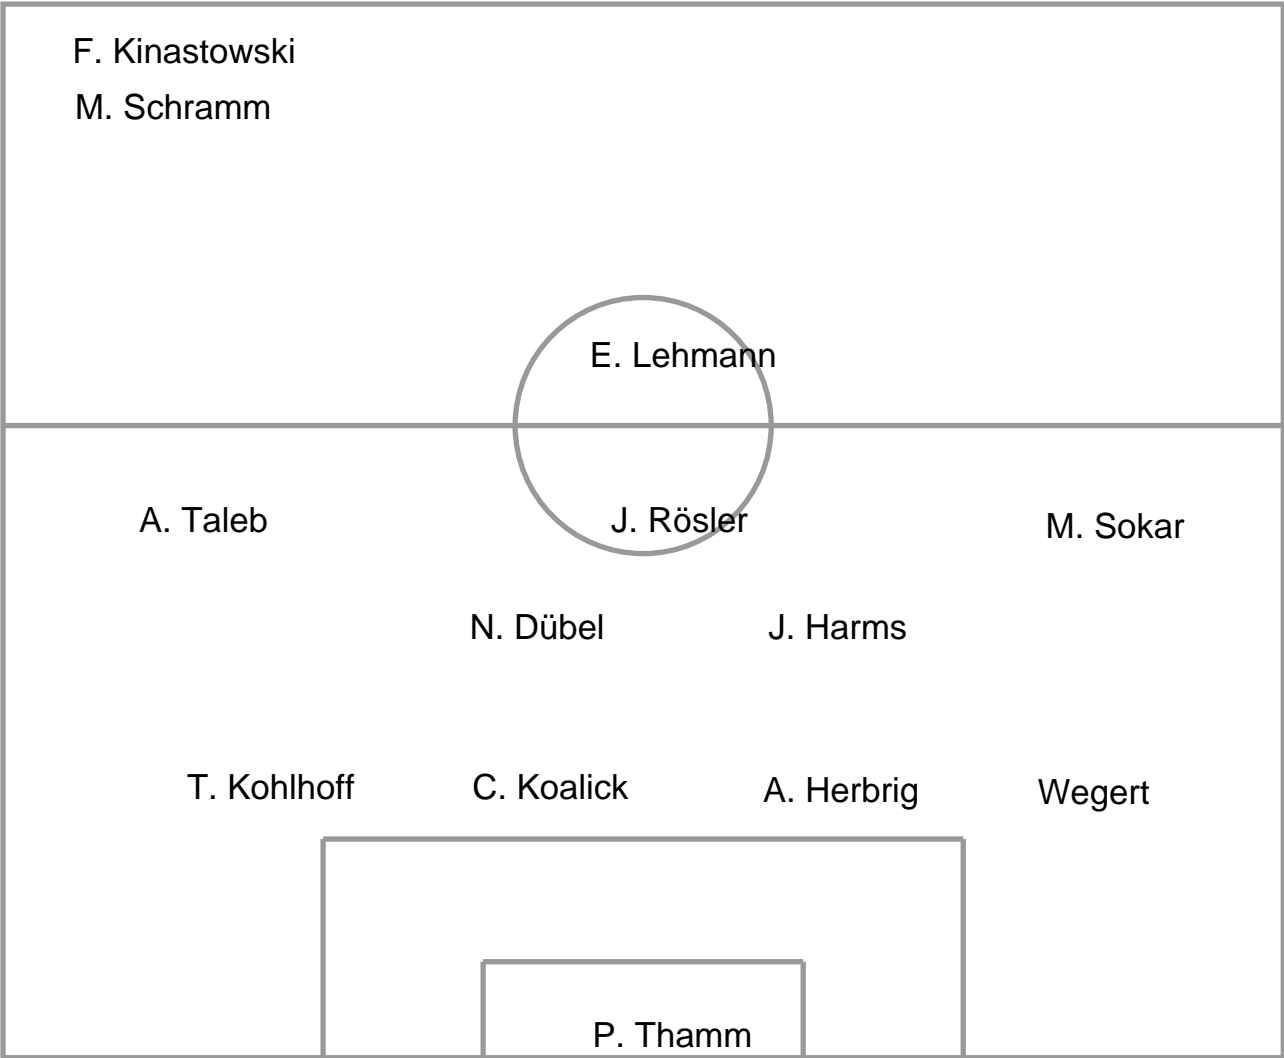 F. Kinastowski
M. Schramm
E. Lehmann
A. Taleb
J. Rösler
M. Sokar
N. Dübel
J. Harms
T. Kohlhoff
C. Koalick
A. Herbrig
Wegert
P. Thamm